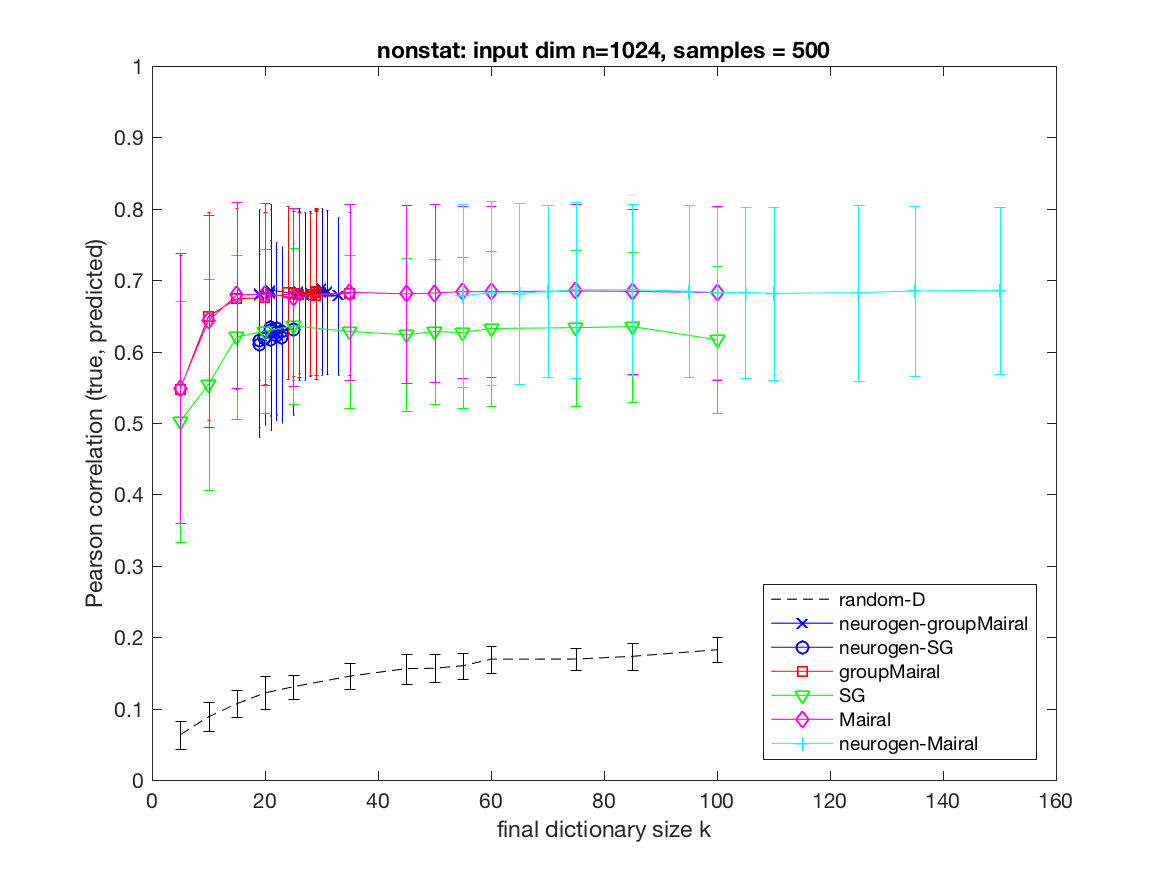 nonstat: input dim n=1024, samples = 500
1
0.9
0.8
0.7
0.6
0.5
0.4
0.3
0.2
0.1
0
Pearson correlation (true, predicted)
random-D
neurogen-groupMairal
neurogen-SG
groupMairal
SG
Mairal
neurogen-Mairal
0 20 40 60 80 100 120 140 160
final dictionary size k